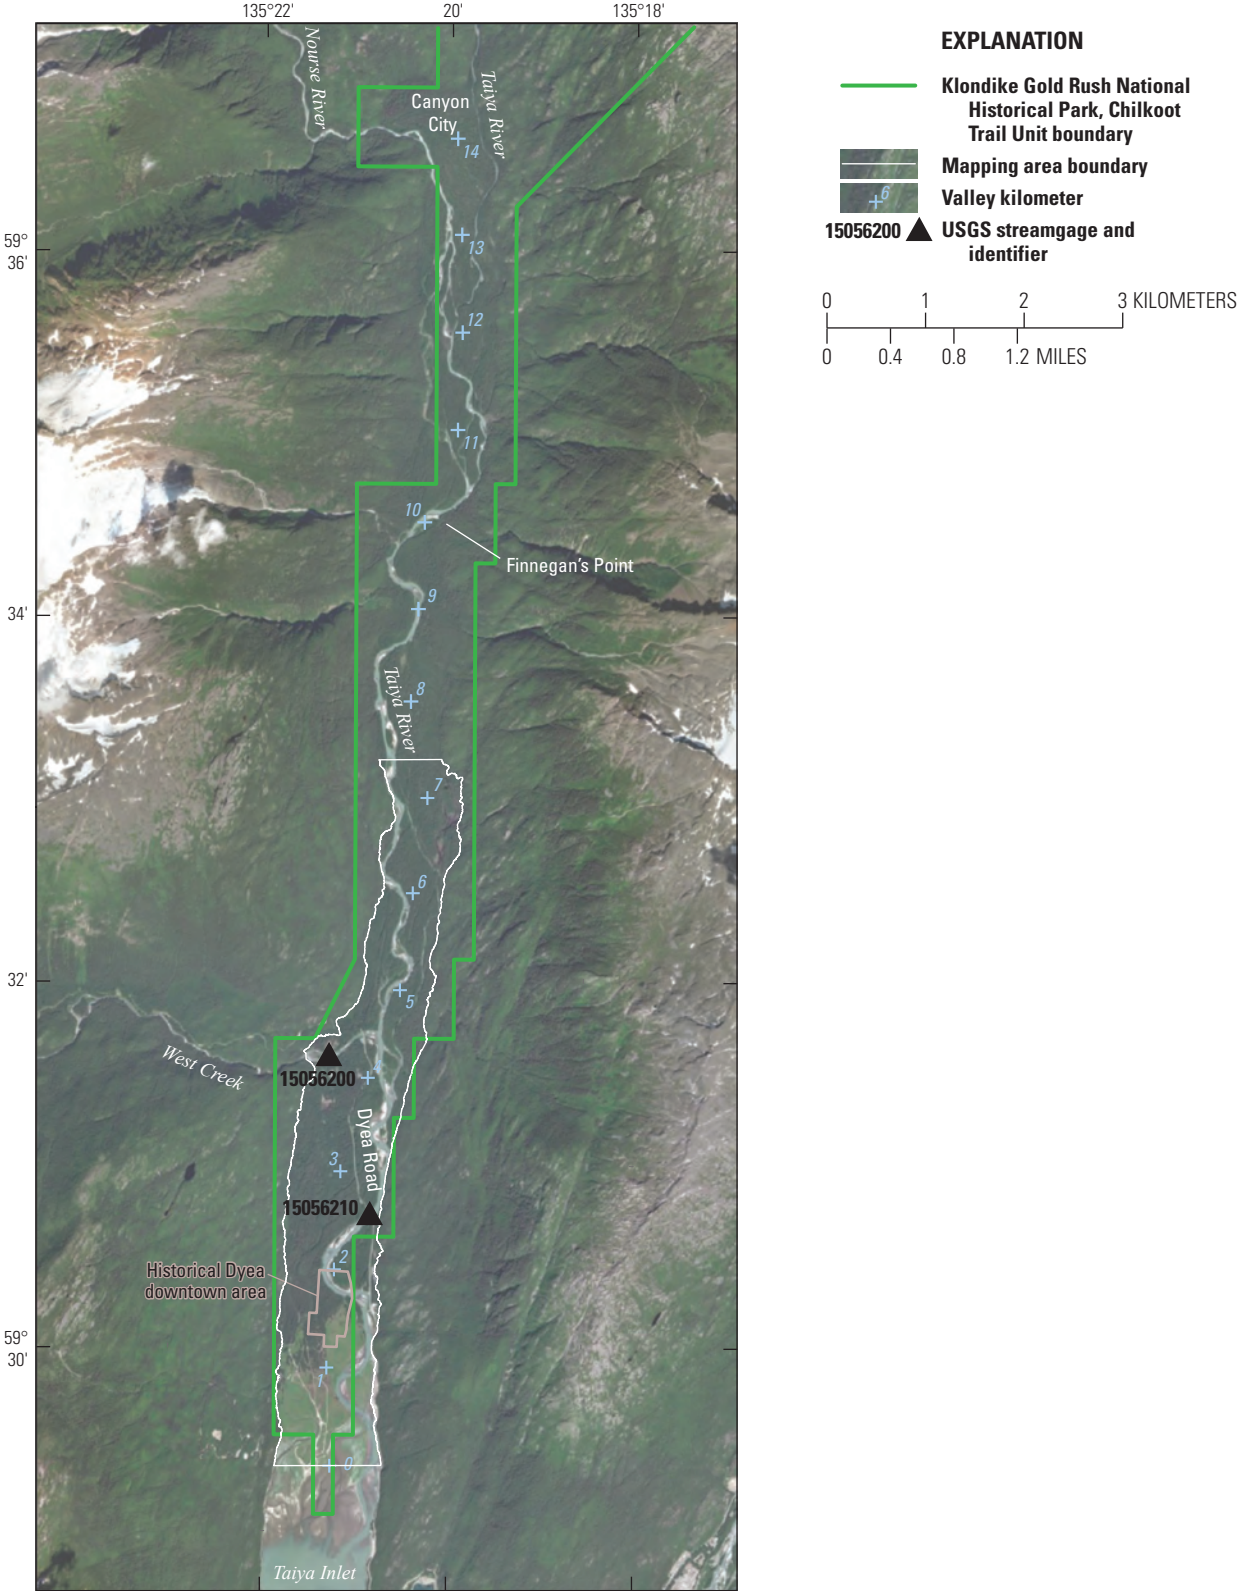 135°22'
20'
135°18'
EXPLANATION
Klondike Gold Rush National
Historical Park, Chilkoot
Trail Unit boundary
Mapping area boundary
6
Valley kilometer
15056200
USGS streamgage and
identifier
0 1 2 3 KILOMETERS
0 0.4 0.8 1.2 MILES
Nourse River
Taiya River
Canyon
City
14
59°
36'
13
12
11
10
Finnegan's Point
34'
9
Taiya River
8
7
6
32'
5
West Creek
15056200
4
Dyea Road
3
15056210
2
Historical Dyea
downtown area
59°
30'
1
0
Taiya Inlet